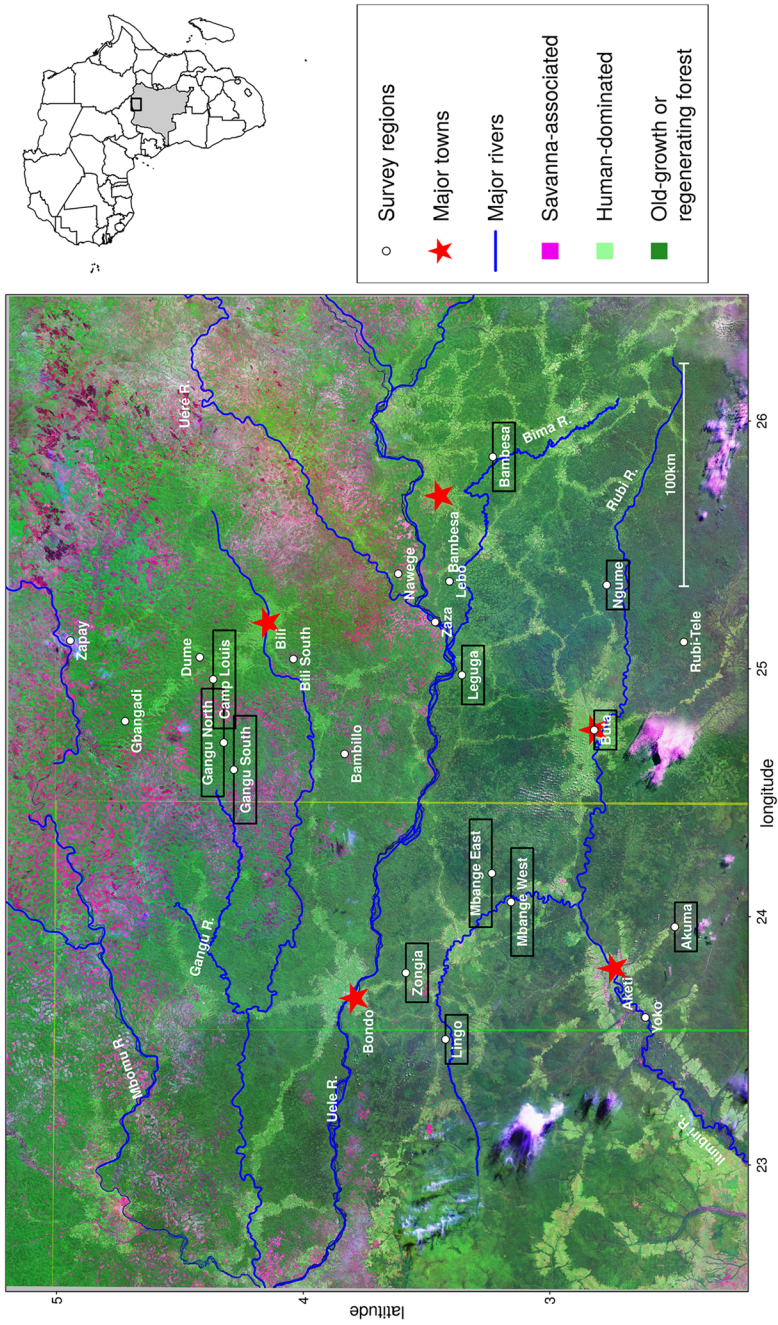 Survey regions
Major towns
Major rivers
Savanna-associated
Human-dominated
Old-growth or
regenerating forest
Zapay
Uéré R.
Gbangadi
Dume
Gangu North
Camp Louis
Gangu South
Bili
Bili South
Bambillo
Mbomu R.
Gangu R.
Nawege
Zaza
Bambesa
Lebo
Bambesa
Bima R.
Bondo
Uele R.
Zongia
Leguga
Lingo
Mbange East
Mbange West
Rubi R.
Ngume
Buta
Rubi-Tele
100km
Aketi
Yoko
Akuma
Itimbiri R.
5
4
3
latitude
23
24
25
26
longitude